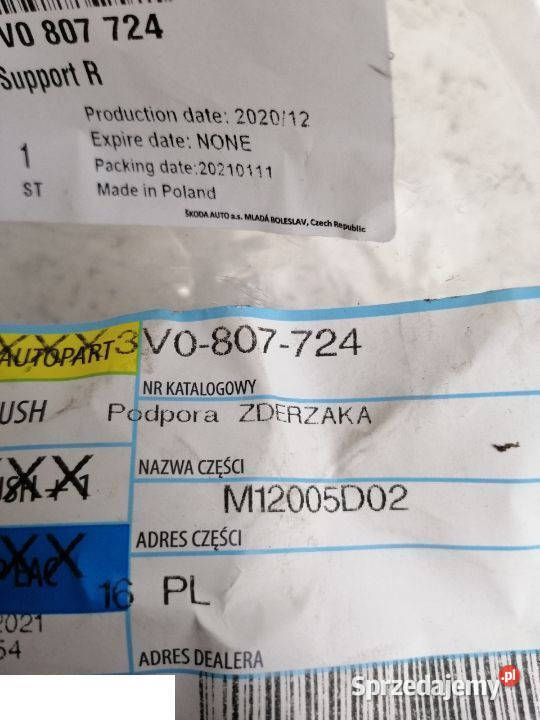 V0 807 724
Support R
Production date: 2020/12
Expire date: NONE
1
Packing date:20210111
ST
Made in Poland
ŠKODA AUTO a.s. MLADÁ BOLESLAV, Czech Republic
AUTOPART
3V0-807-724
NR KATALOGOWY
USH
Podpora ZDERZAKA
NAZWA CZĘŚCI
M12005D02
ADRES CZĘŚCI
16 PL
2021
54
ADRES DEALERA
Sprzedajemy.pl